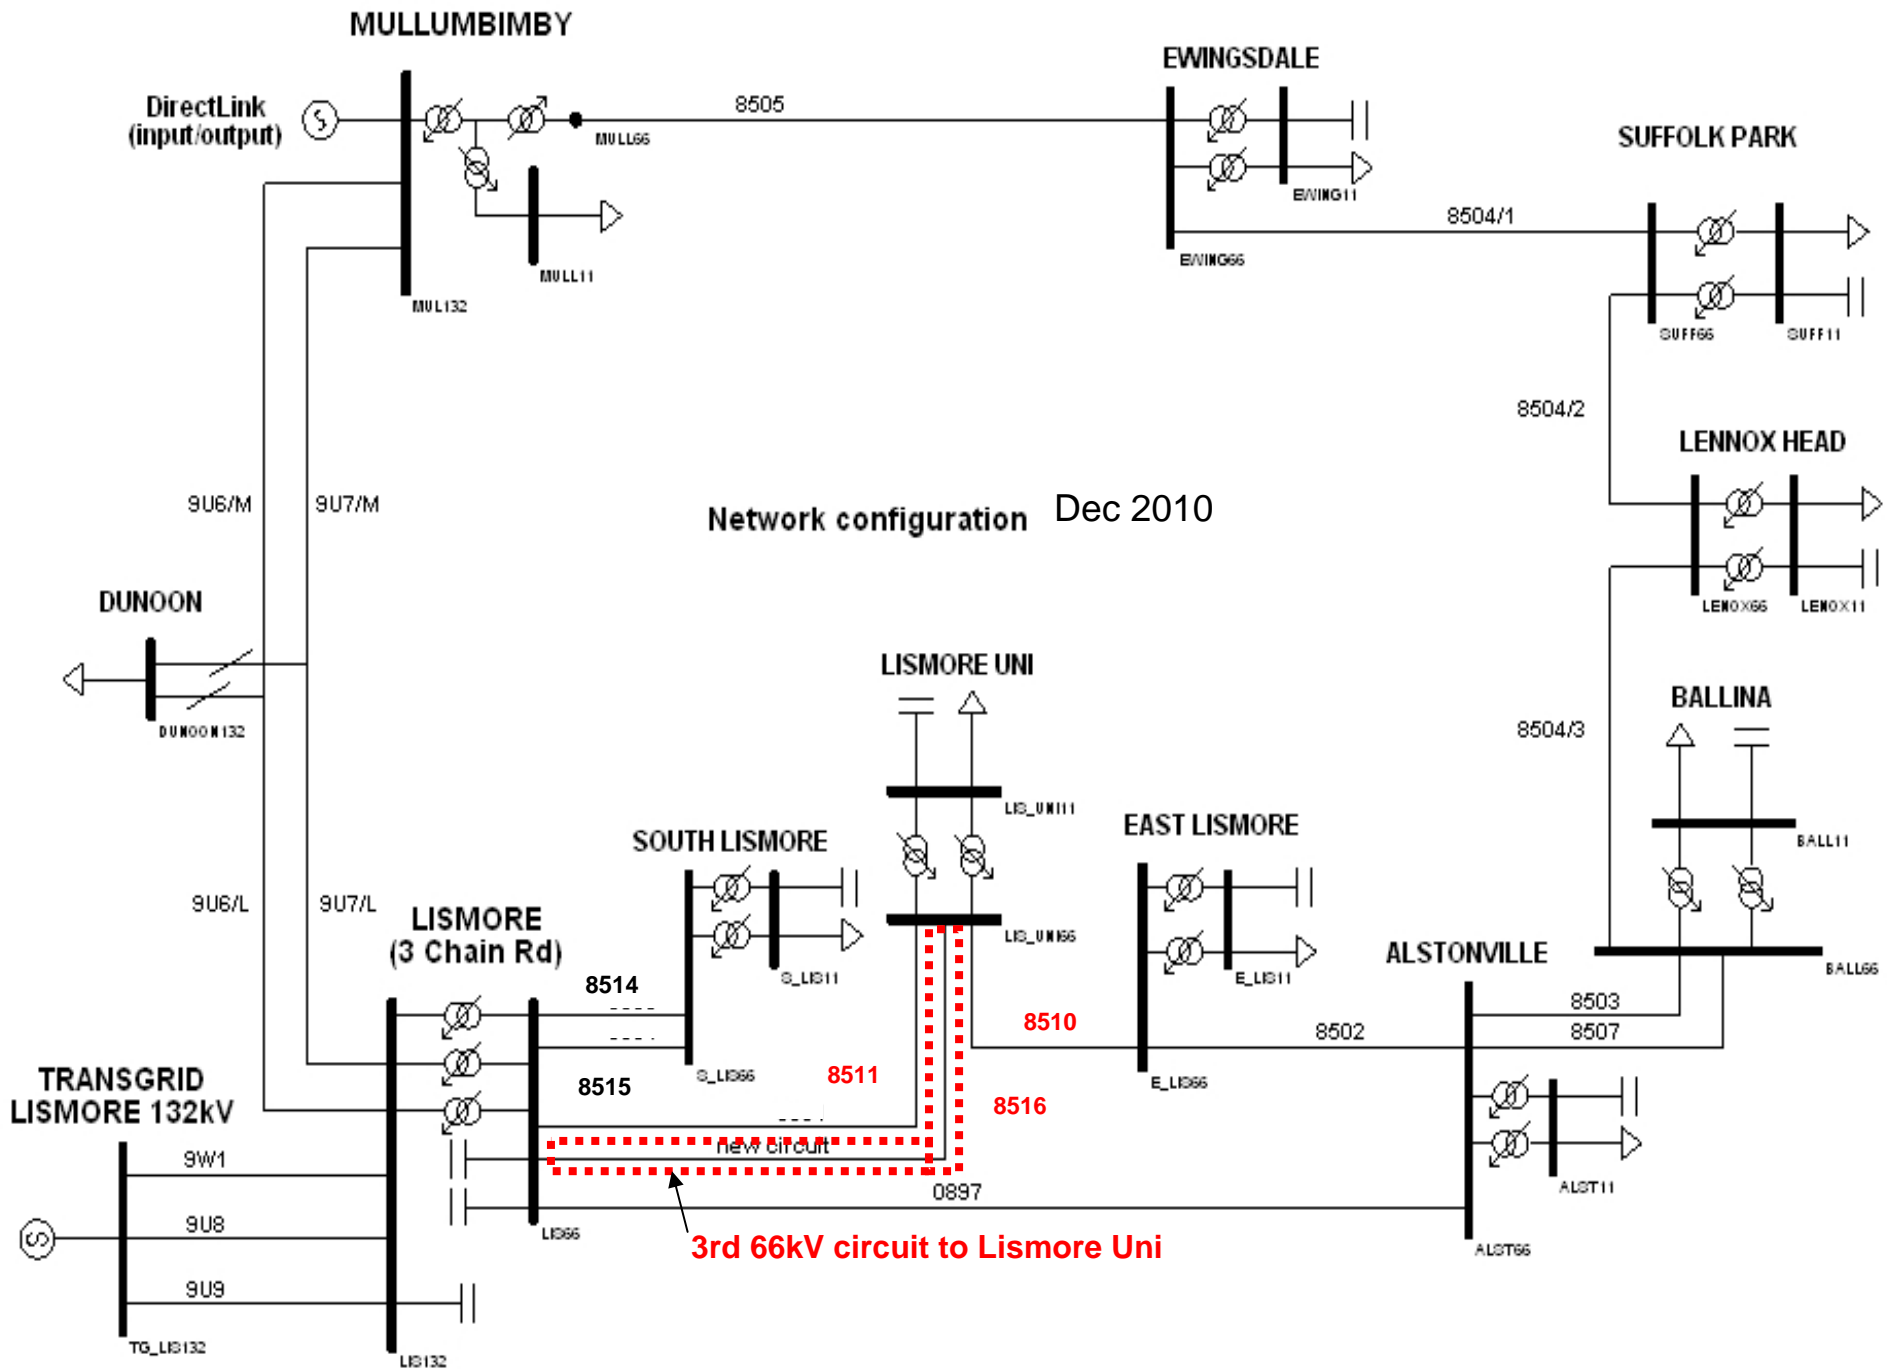 MULLUMBIMBY
DirectLink
(input/output)
8505
MULL66
MULL11
MUL132
EWINGSDALE
EWING11
EWING66
8504/1
SUFFOLK PARK
SUFF66
SUFF11
8504/2
LENNOX HEAD
LENOX66
LENOX11
8504/3
9U6/M
9U7/M
Network configuration Dec 2010
DUNOON
DUNOON132
LISMORE UNI
LIS_UNI11
LIS_UNI66
BALLINA
BALL11
BALL66
SOUTH LISMORE
S_LIS11
S_LIS66
EAST LISMORE
E_LIS11
E_LIS66
ALSTONVILLE
8503
8507
8502
ALST11
ALST66
9U6/L
9U7/L
LISMORE
(3 Chain Rd)
8514
8515
8511
8510
8516
new circuit
0897
LIS66
3rd 66kV circuit to Lismore Uni
TRANSGRID
LISMORE 132kV
9W1
9U8
9U9
TG_LIS132
LIS132